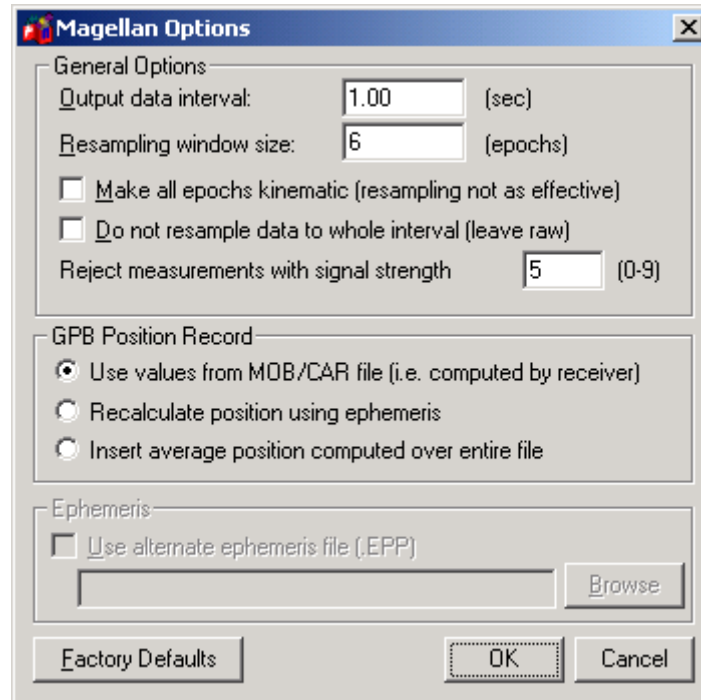 Magellan Options
General Options
Output data interval: 1.00 (sec)
Resampling window size: 6 (epochs)
Make all epochs kinematic (resampling not as effective)
Do not resample data to whole interval (leave raw)
Reject measurements with signal strength 5 (0-9)
GPB Position Record
Use values from MOB/CAR file (i.e. computed by receiver)
Recalculate position using ephemeris
Insert average position computed over entire file
Ephemeris
Use alternate ephemeris file (.EPP)
Browse
Factory Defaults OK Cancel